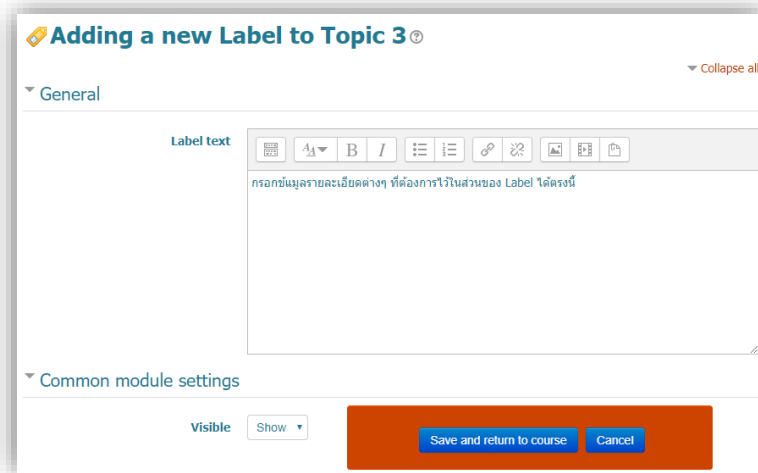 Adding a new Label to Topic 3
Collapse all
General
Label text
กรอกข้แมูลรายละเอียดต่างๆ ที่ต้องการไว้ในส่วนของ Label ได้ตรงนี้
Common module settings
Visible Show
Save and return to course Cancel